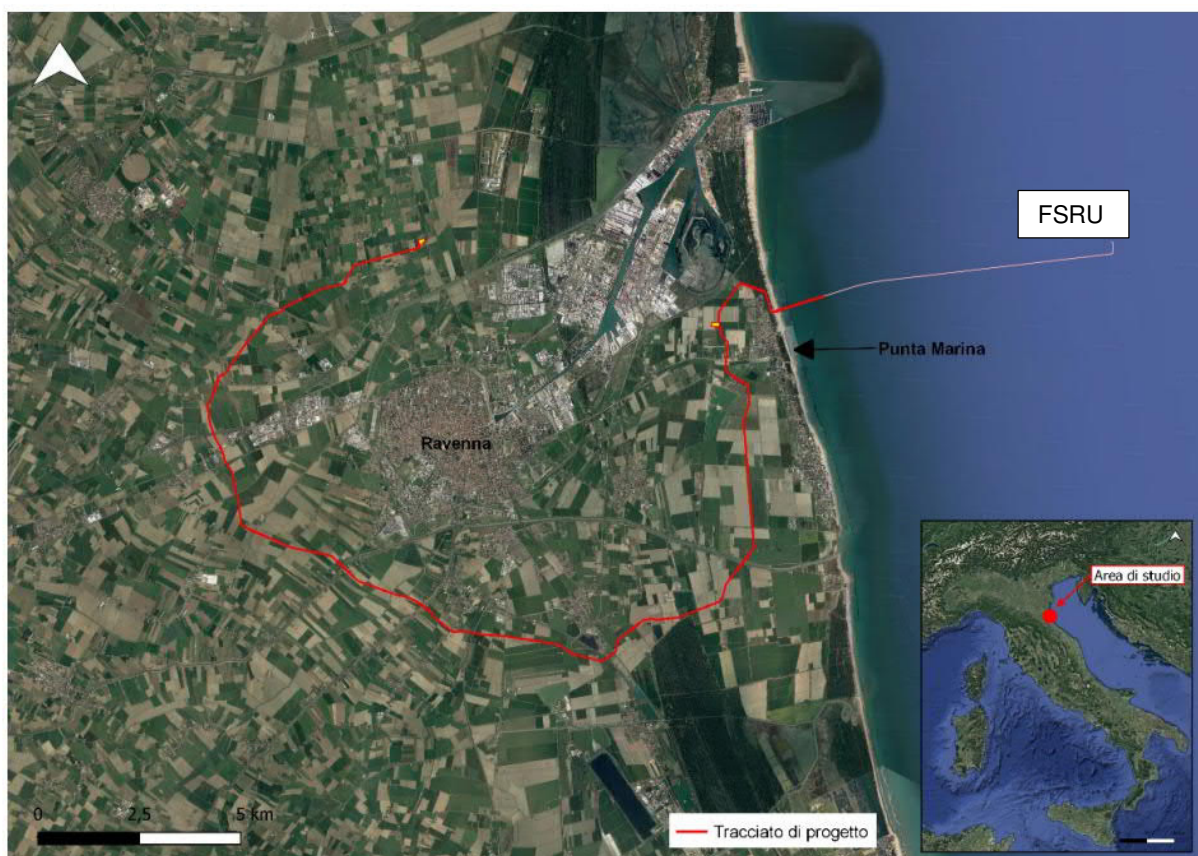 FSRU
Punta Marina
Ravenna
Area di studio
0 2,5 5 km
Tracciato di progetto